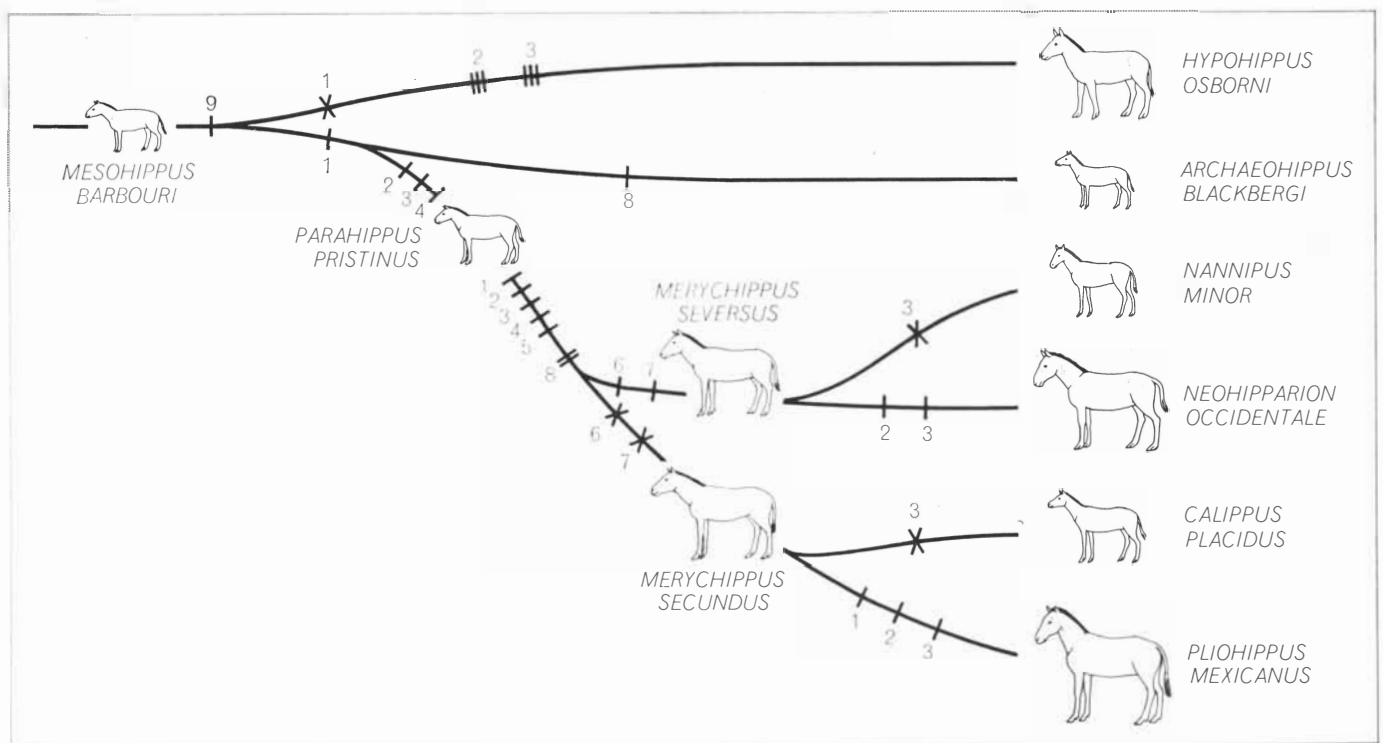 9
1
2
3
HYPOHIPPUS
OSBORNI
MESOHIPPUS
BARBOURI
1
8
ARCHAEOHIPPUS
BLACKBERGI
2
3
4
PARAHIPPUS
PRISTINUS
1
2
3
4
5
8
MERYCHIPPUS
SEVERSUS
6
7
3
NANNIPUS
MINOR
2
3
NEOHIPPARION
OCCIDENTALE
6
7
MERYCHIPPUS
SECUNDUS
3
CALIPPUS
PLACIDUS
1
2
3
PLIOHIPPUS
MEXICANUS